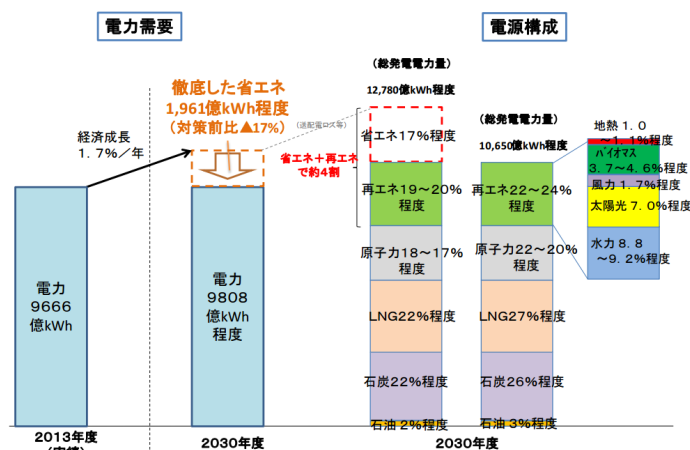 電力需要
電源構成
徹底した省エネ
1,961億kWh程度
(対策前比▲17%)
経済成長
1．7%／年
電力
9666
億kWh
電力
9808
億kWh
程度
2013年度
2030年度
(送配電ロス等)
省エネ＋再エネ
で約4割
(総発電電力量)
12,780億kWh程度
省エネ17%程度
再エネ19～20%
程度
原子力18～17%
程度
LNG22%程度
石炭22%程度
石油 2%程度
(総発電電力量)
10,650億kWh程度
再エネ22～24%
程度
原子力22～20%
程度
LNG27%程度
石炭26%程度
石油 3%程度
2030年度
地熱 1．0
～1．1%程度
バイオマス
3．7～4．6%程度
風力 1．7%程度
太陽光 7．0%程度
水力 8．8
～9．2%程度